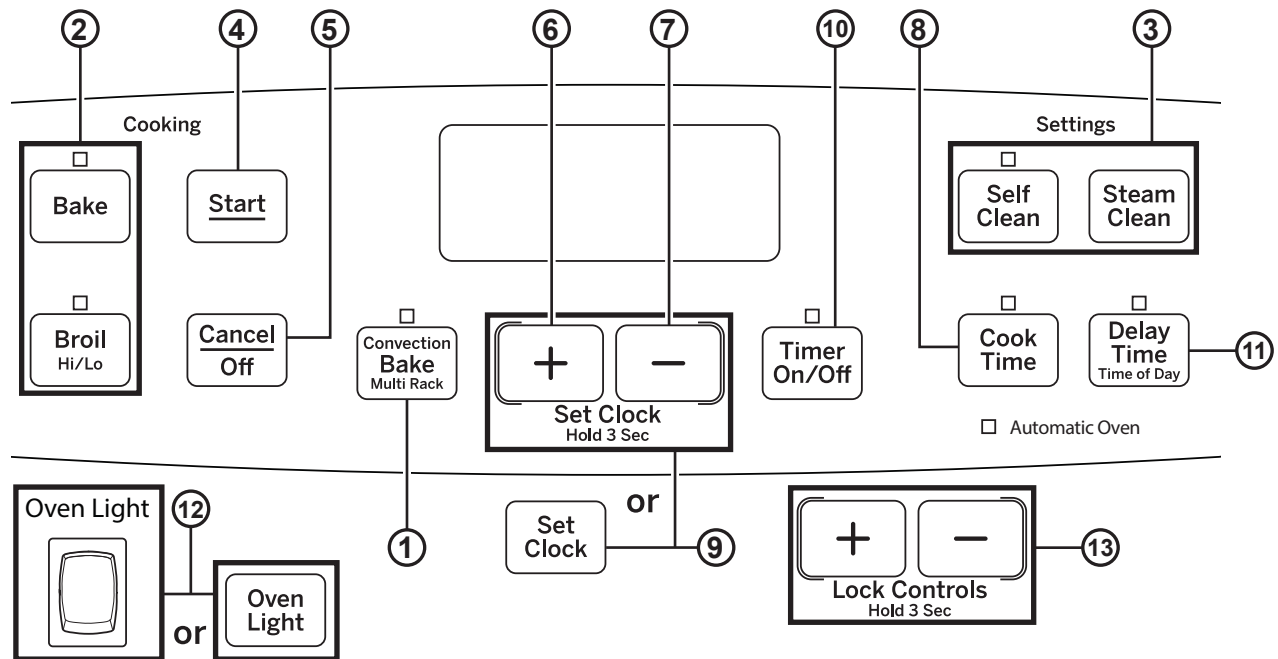 2
4
5
6
7
10
8
3
Cooking
Settings
Bake
Start
Self
Clean
Steam
Clean
Broil
Hi/Lo
Cancel
Off
Convection
Bake
Multi Rack
+
−
Set Clock
Hold 3 Sec
Timer
On/Off
Cook
Time
Delay
Time
Time of Day
11
Automatic Oven
Oven Light
12
or
Oven
Light
1
Set
Clock
or
9
+
−
Lock Controls
Hold 3 Sec
13